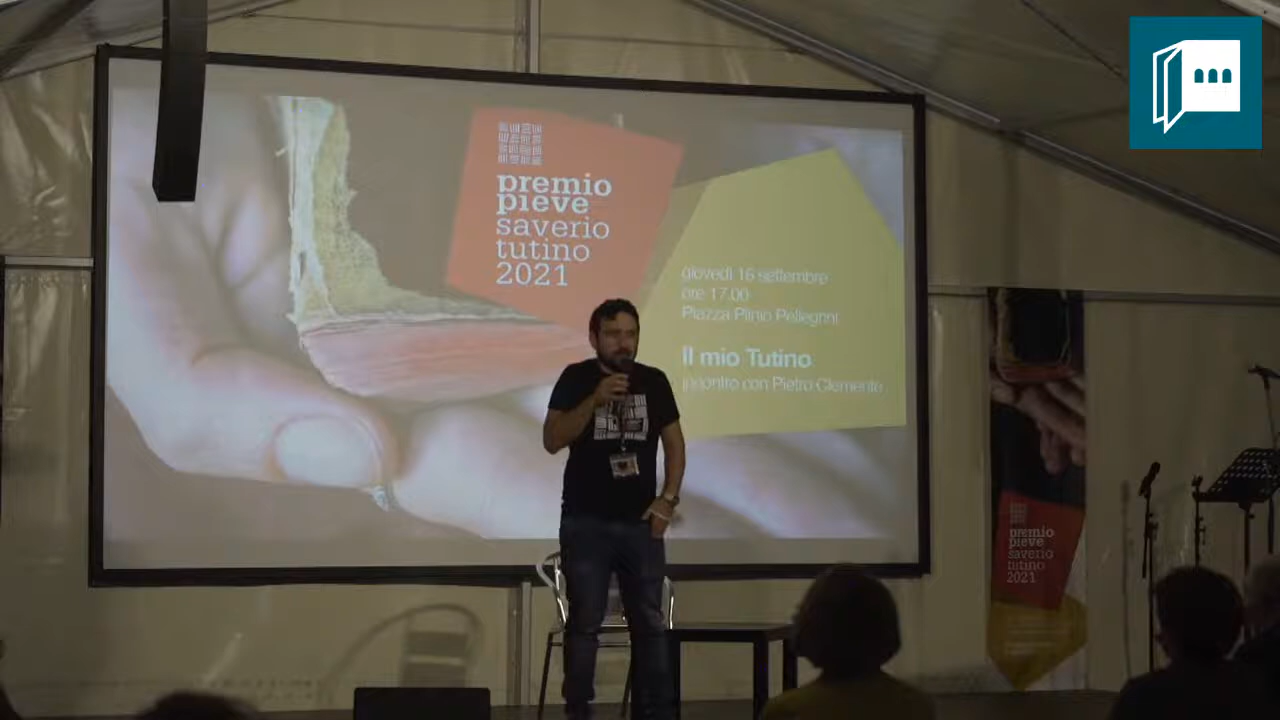 premio
pieve
saverio
tutino
2021
giovedì 16 settembre
ore 17.00
Piazza Plinio Pellegrini
Il mio Tutino
incontro con Pietro Clemente
premio
pieve
saverio
tutino
2021